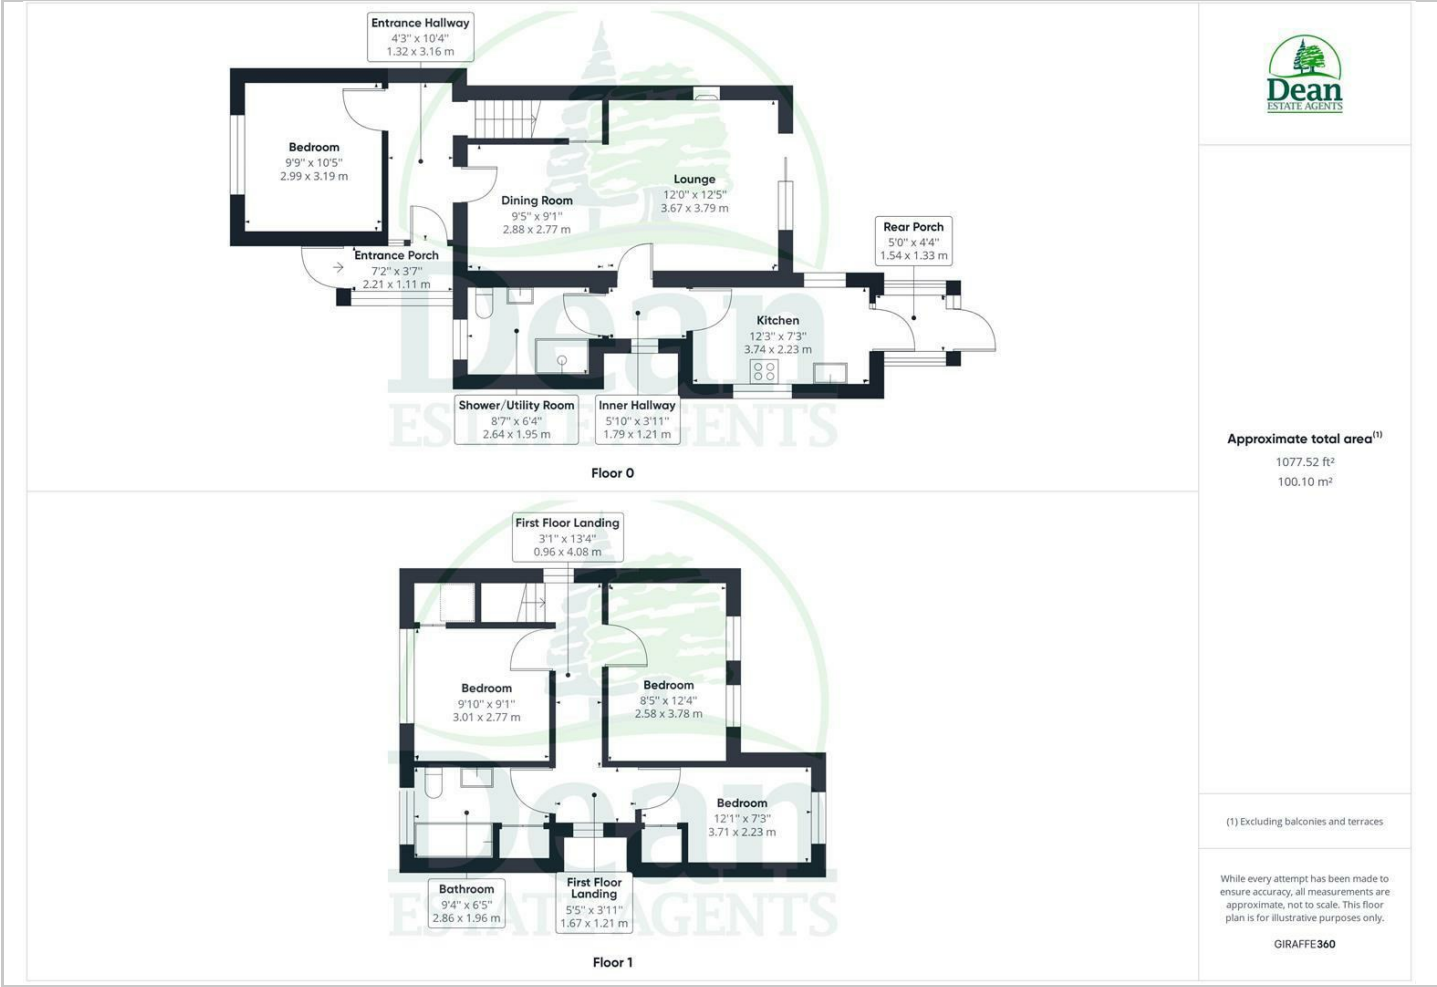 Entrance Hallway
4'3" x 10'4"
1.32 x 3.16 m
Bedroom
9'9" x 10'5"
2.99 x 3.19 m
Dining Room
9'5" x 9'1"
2.88 x 2.77 m
Lounge
12'0" x 12'5"
3.67 x 3.79 m
Rear Porch
5'0" x 4'4"
1.54 x 1.33 m
Entrance Porch
7'2" x 3'7"
2.21 x 1.11 m
Kitchen
12'3" x 7'3"
3.74 x 2.23 m
Shower/Utility Room
8'7" x 6'4"
2.64 x 1.95 m
Inner Hallway
5'10" x 3'11"
1.79 x 1.21 m
Dean
ESTATE AGENTS
Floor 0
First Floor Landing
3'1" x 13'4"
0.96 x 4.08 m
Bedroom
9'10" x 9'1"
3.01 x 2.77 m
Bedroom
8'5" x 12'4"
2.58 x 3.78 m
Bedroom
12'1" x 7'3"
3.71 x 2.23 m
Bathroom
9'4" x 6'5"
2.86 x 1.96 m
First Floor
Landing
5'5" x 3'11"
1.67 x 1.21 m
Dean
ESTATE AGENTS
Floor 1
Dean
ESTATE AGENTS
Approximate total area(1)
1077.52 ft²
100.10 m²
(1) Excluding balconies and terraces
While every attempt has been made to
ensure accuracy, all measurements are
approximate, not to scale. This floor
plan is for illustrative purposes only.
GIRAFFE360